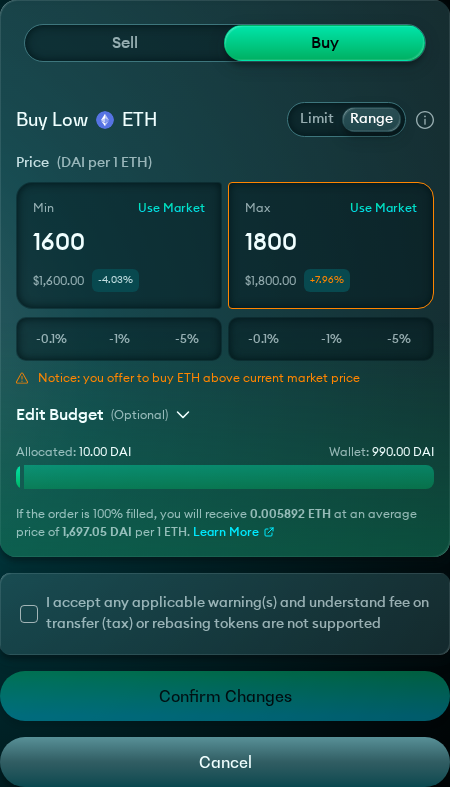 Sell Buy
Buy Low ETH Limit Range
Price (DAI per 1 ETH)
Min Use Market Max Use Market
1600 1800
$1,600.00 -4.03% $1,800.00 +7.96%
-0.1% -1% -5% -0.1% -1% -5%
Notice: you offer to buy ETH above current market price
Edit Budget (Optional)
Allocated: 10.00 DAI Wallet: 990.00 DAI
If the order is 100% filled, you will receive 0.005892 ETH at an average
price of 1,697.05 DAI per 1 ETH. Learn More
I accept any applicable warning(s) and understand fee on
transfer (tax) or rebasing tokens are not supported
Confirm Changes
Cancel